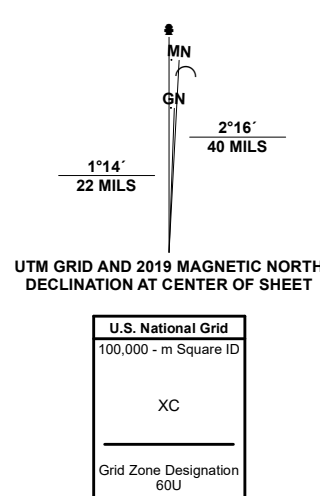 MN
GN
2°16´
40 MILS
1°14´
22 MILS
UTM GRID AND 2019 MAGNETIC NORTH
DECLINATION AT CENTER OF SHEET
U.S. National Grid
100,000 - m Square ID
XC
Grid Zone Designation
60U